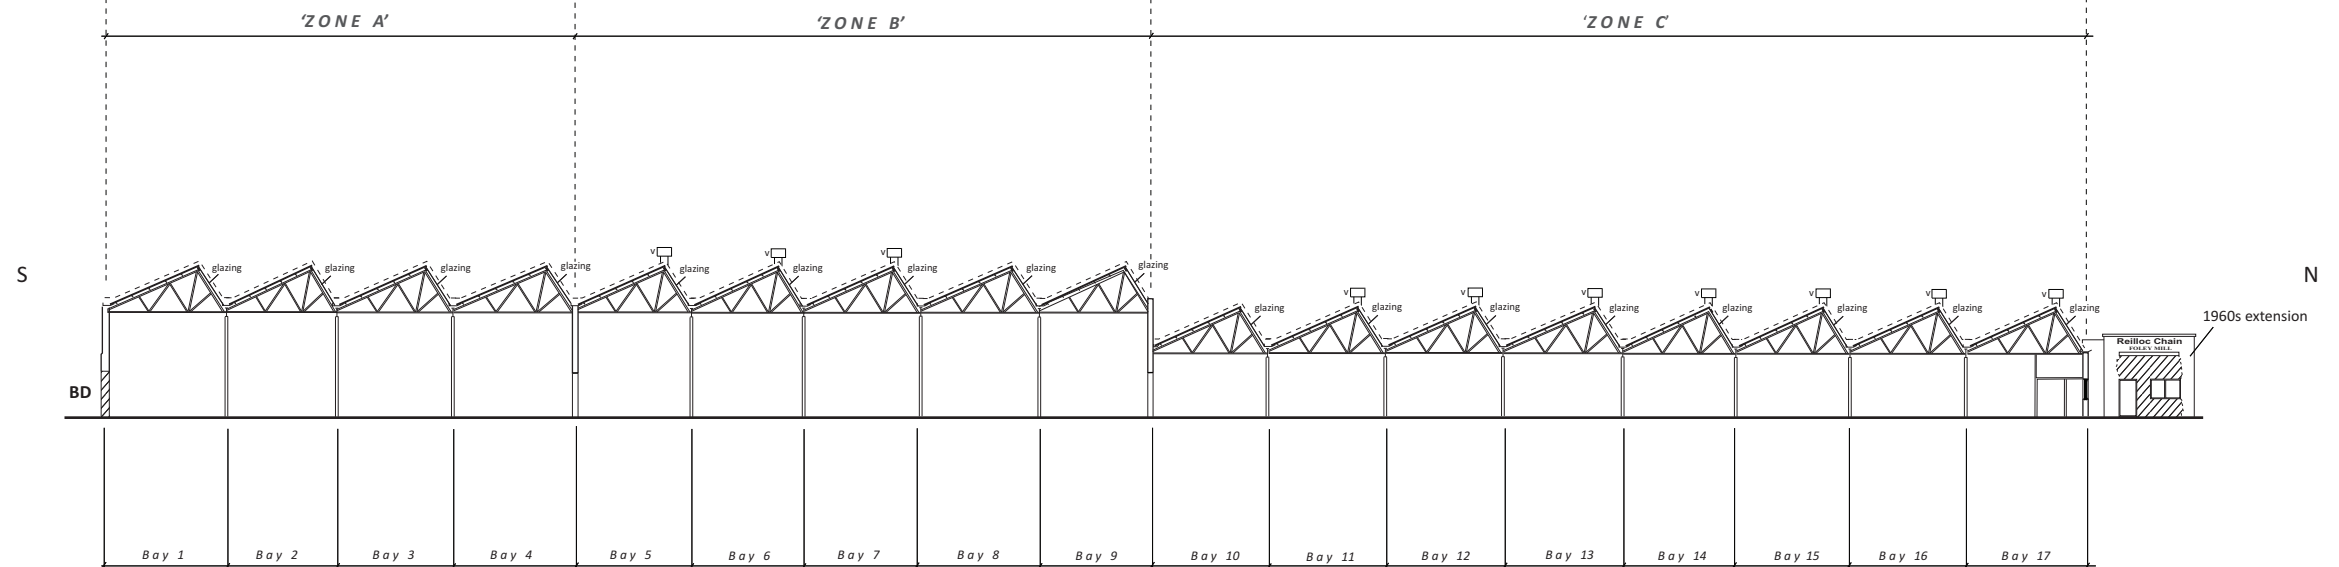 ‘ZONE A’ ‘ZONE B’ ‘ZONE C’
v v v
glazing glazing glazing glazing glazing glazing glazing glazing glazing
S N
v v v v v v v
glazing glazing glazing glazing glazing glazing glazing glazing
1960s extension
Reilloc Chain
FOLEY MILL
BD
Bay 1 Bay 2 Bay 3 Bay 4 Bay 5 Bay 6 Bay 7 Bay 8 Bay 9 Bay 10 Bay 11 Bay 12 Bay 13 Bay 14 Bay 15 Bay 16 Bay 17